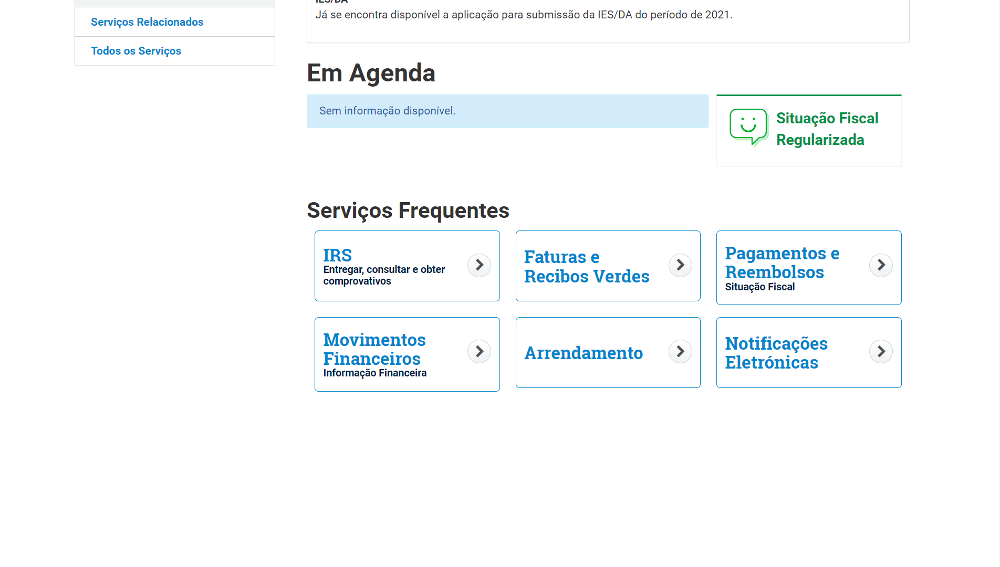 Serviços Relacionados
Todos os Serviços
IES/DA
Já se encontra disponível a aplicação para submissão da IES/DA do período de 2021.
Em Agenda
Sem informação disponível.
Situação Fiscal
Regularizada
Serviços Frequentes
IRS
Entregar, consultar e obter
comprovativos
Faturas e
Recibos Verdes
Pagamentos e
Reembolsos
Situação Fiscal
Movimentos
Financeiros
Informação Financeira
Arrendamento
Notificações
Eletrónicas